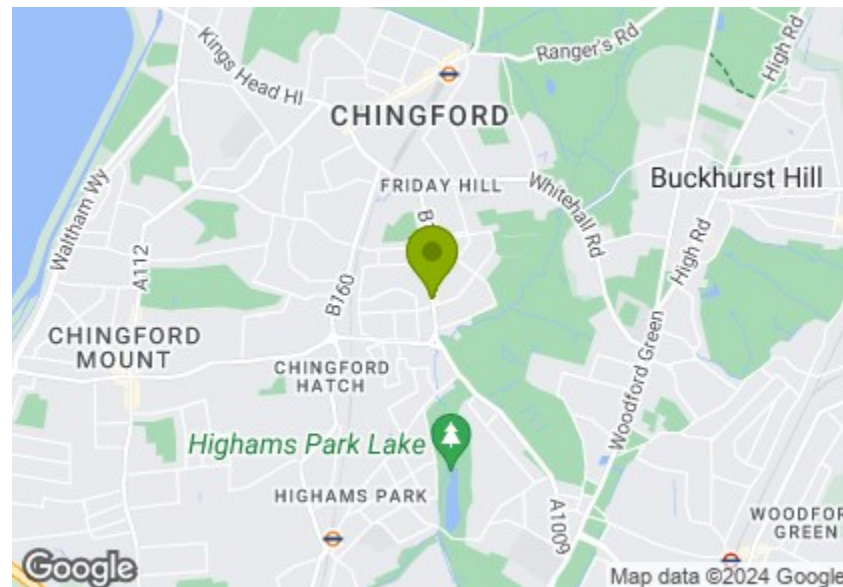 Kings Head Hl
Ranger's Rd
High Rd
CHINGFORD
FRIDAY HILL
Buckhurst Hill
Whitehall Rd
Waltham Wy
B
A112
B160
High Rd
CHINGFORD
MOUNT
CHINGFORD
HATCH
Woodford Green
Highams Park Lake
HIGHAMS PARK
A1009
WOODFOR
GREEN
Google
Map data ©2024 Google